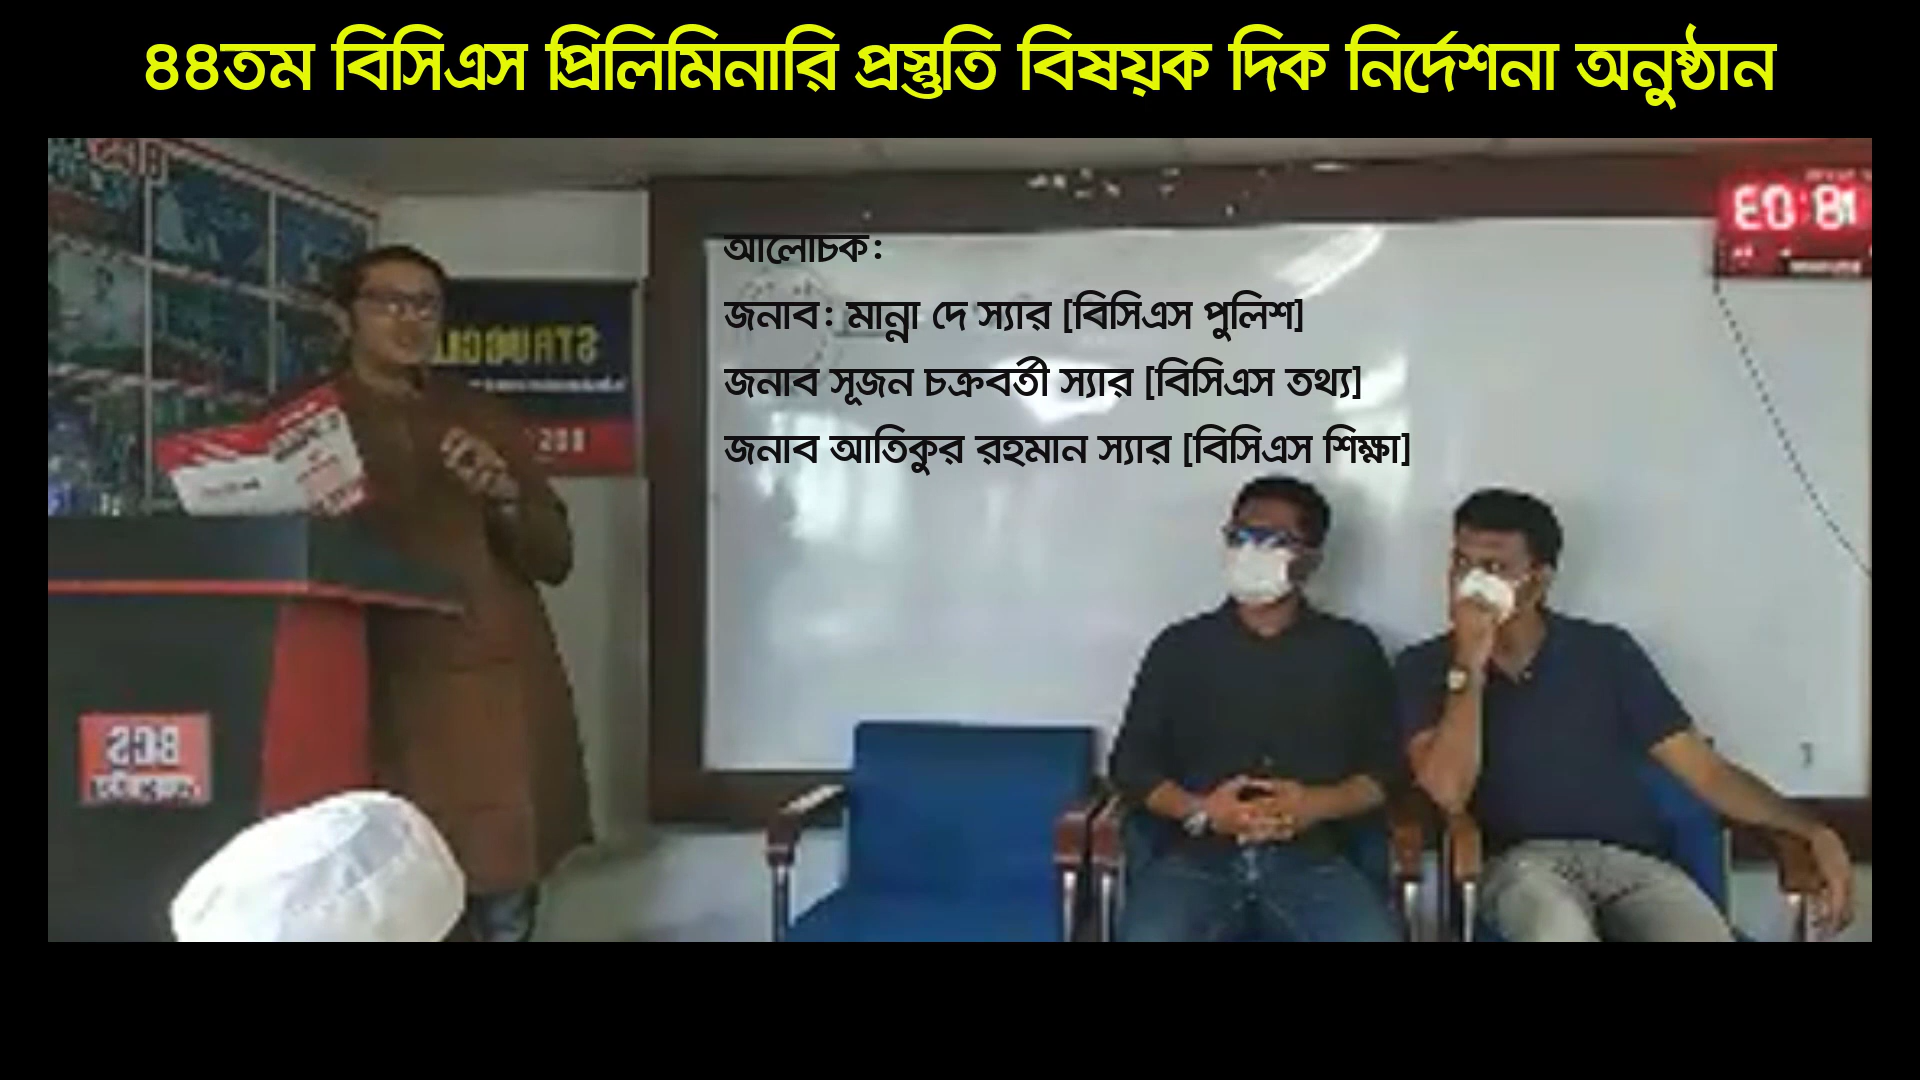 ৪৪তম বিসিএস প্রিলিমিনারি প্রস্তুতি বিষয়ক দিক নির্দেশনা অনুষ্ঠান
আলোচক:
জনাব: মান্না দে স্যার [বিসিএস পুলিশ]
জনাব সূজন চক্রবর্তী স্যার [বিসিএস তথ্য]
জনাব আতিকুর রহমান স্যার [বিসিএস শিক্ষা]
BCS